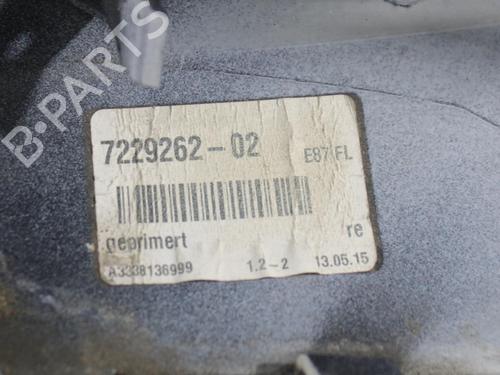 B-PARTS
7229262-02 E87 FL
geprimert re
A3338136999 1.2-2 13.05.15